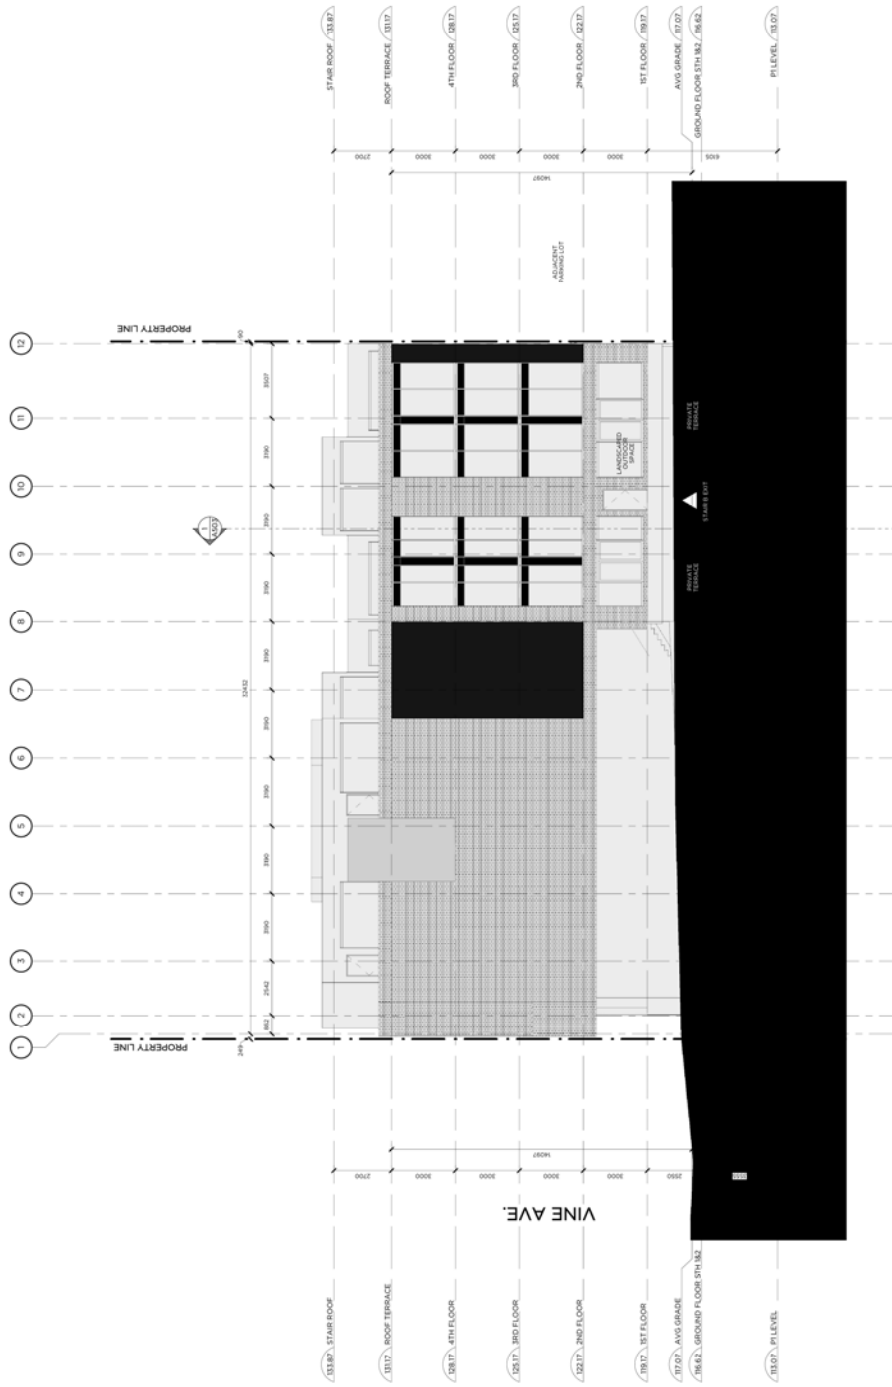 133.87
STAIR ROOF
131.17
ROOF TERRACE
128.17
4TH FLOOR
125.17
3RD FLOOR
122.17
2ND FLOOR
119.17
1ST FLOOR
117.07
AVG GRADE
116.62
GROUND FLOOR STH 1&2
113.07
P1 LEVEL
2700
3000
3000
3000
3000
6105
14097
ADJACENT
PARKING LOT
12
11
10
9
8
7
6
5
4
3
2
1
PROPERTY LINE
90
3507
3190
3190
3190
3190
3190
3190
3190
3190
2542
862
249
32432
1
A503
LANDSCAPED
OUTDOOR
SPACE
PRIVATE
TERRACE
STAIR B EXIT
PRIVATE
TERRACE
PROPERTY LINE
14097
2700
3000
3000
3000
3000
2550
VINE AVE.
133.87 STAIR ROOF
131.17 ROOF TERRACE
128.17 4TH FLOOR
125.17 3RD FLOOR
122.17 2ND FLOOR
119.17 1ST FLOOR
117.07 AVG GRADE
116.62 GROUND FLOOR STH 1&2
113.07 P1 LEVEL